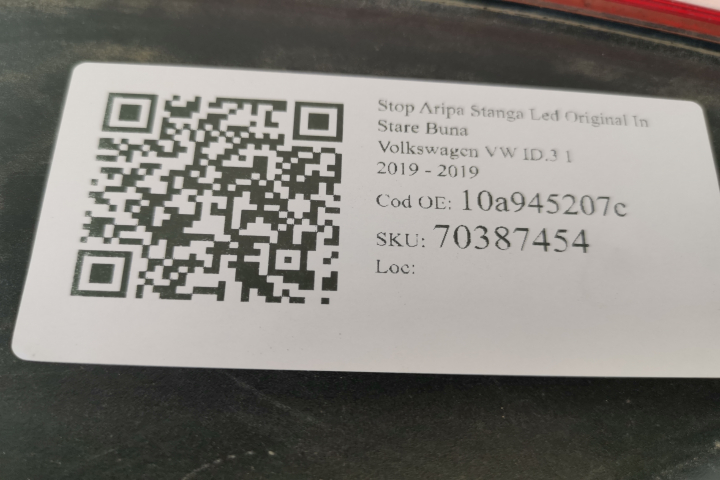 Stop Aripa Stanga Led Original In
Stare Buna
Volkswagen VW ID.3 1
2019 - 2019
Cod OE: 10a945207c
SKU: 70387454
Loc: